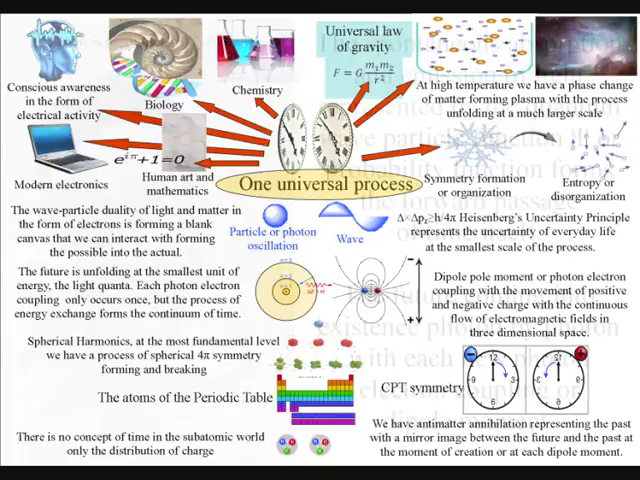 Universal law
of gravity
F = G m₁m₂/r²
Conscious awareness
in the form of
electrical activity
Biology
Chemistry
At high temperature we have a phase change
of matter forming plasma with the process
unfolding at a much larger scale
Modern electronics
e^iπ+1=0
Human art and
mathematics
One universal process
Symmetry formation
or organization
Entropy or
disorganization
The wave-particle duality of light and matter in
the form of electrons is forming a blank
canvas that we can interact with forming
the possible into the actual.
Particle or photon
oscillation
Wave
Δ×Δpₓ≥h/4π Heisenberg's Uncertainty Principle
represents the uncertainty of everyday life
at the smallest scale of the process.
The future is unfolding at the smallest unit of
energy, the light quanta. Each photon electron
coupling only occurs once, but the process of
energy exchange forms the continuum of time.
Dipole pole moment or photon electron
coupling with the movement of positive
and negative charge with the continuous
flow of electromagnetic fields in
three dimensional space.
Spherical Harmonics, at the most fundamental level
we have a process of spherical 4π symmetry
forming and breaking
The atoms of the Periodic Table
CPT symmetry
12
3
6
9
12
3
6
9
There is no concept of time in the subatomic world
only the distribution of charge
We have antimatter annihilation representing the past
with a mirror image between the future and the past at
the moment of creation or at each dipole moment.